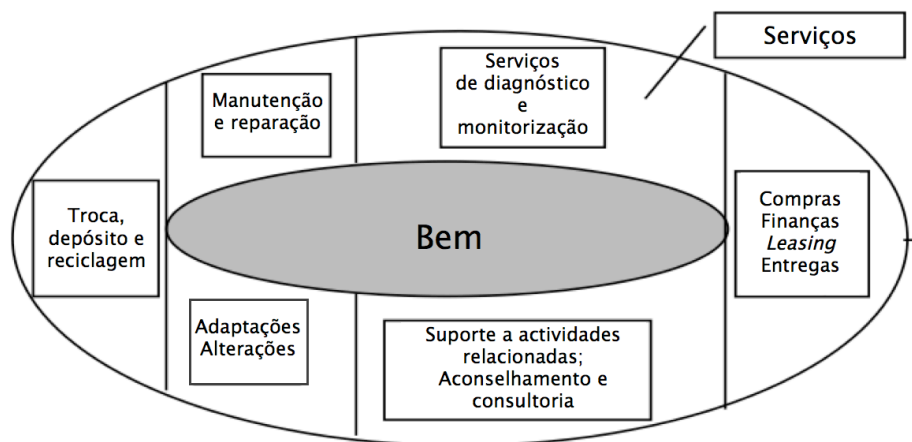 Serviços
Manutenção
e reparação
Serviços
de diagnóstico
e
monitorização
Troca,
depósito e
reciclagem
Bem
Compras
Finanças
Leasing
Entregas
Adaptações
Alterações
Suporte a actividades
relacionadas;
Aconselhamento e
consultoria